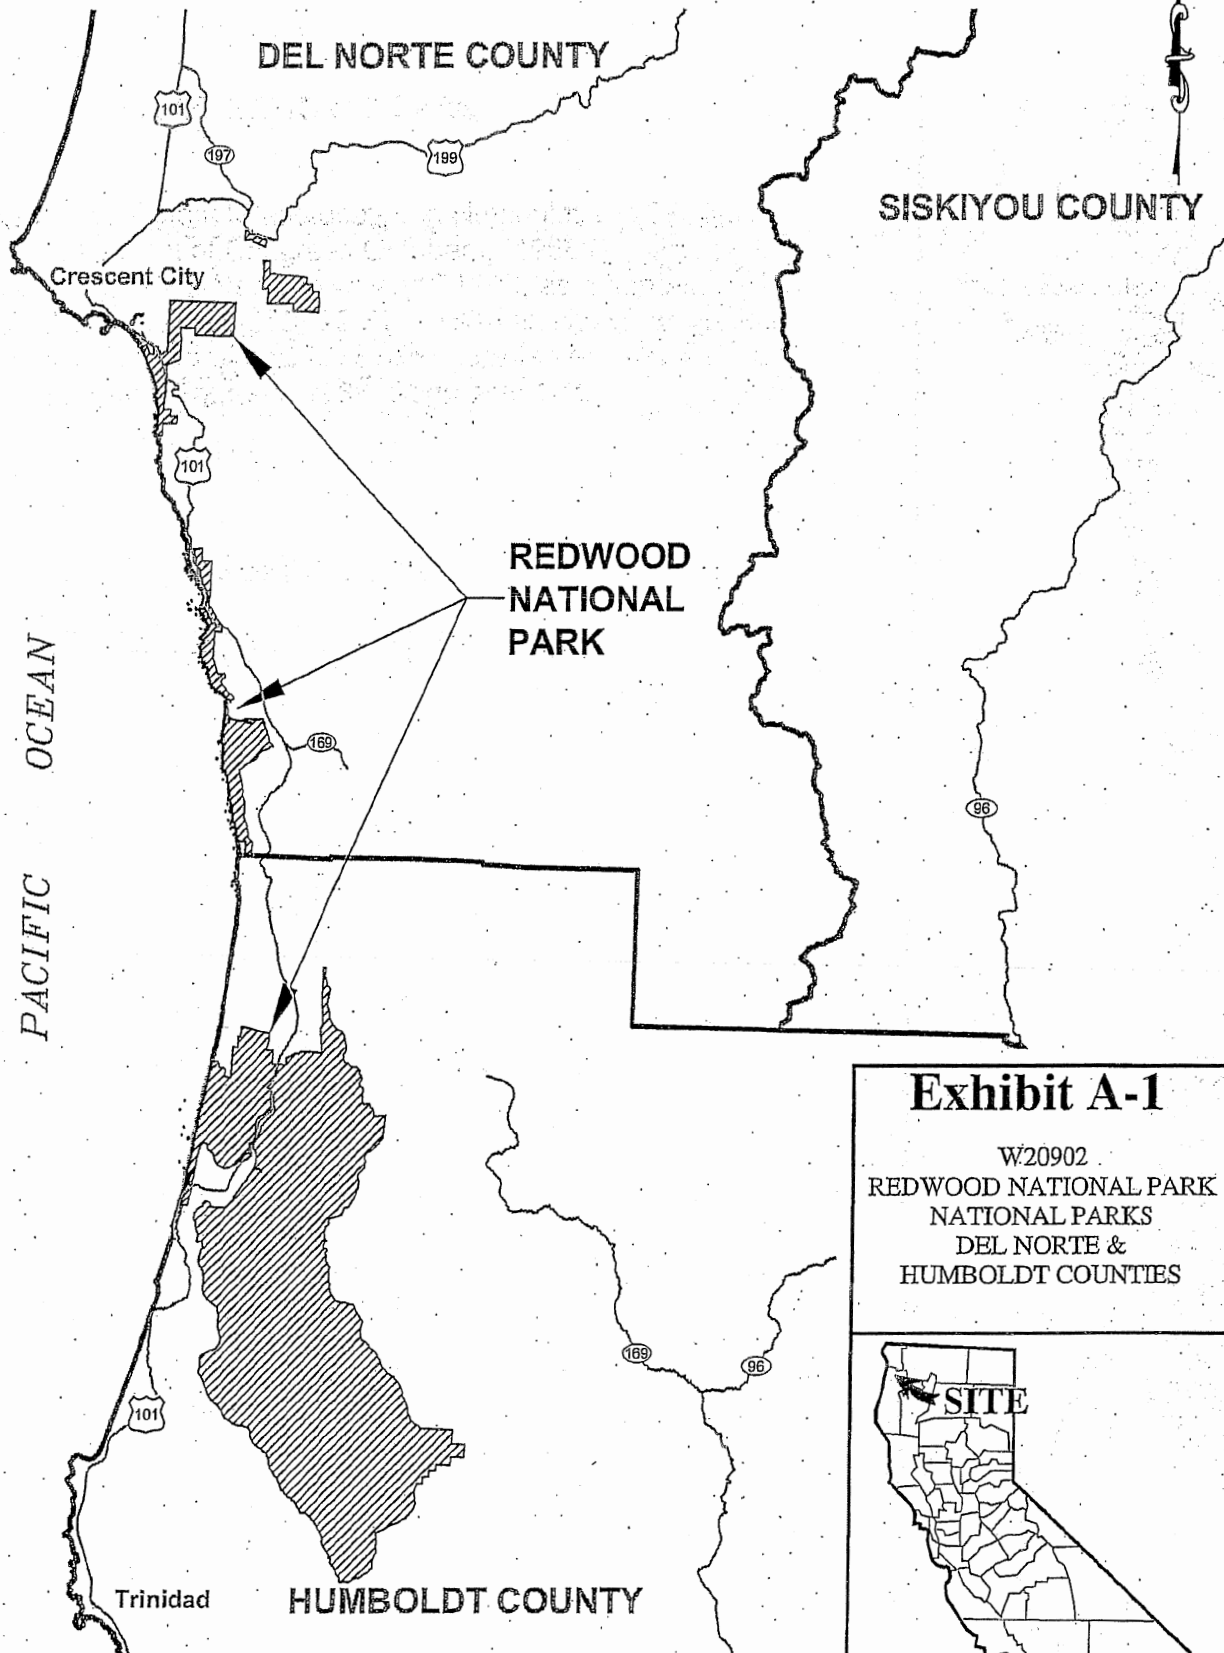 DEL NORTE COUNTY
101
197
199
SISKIYOU COUNTY
Crescent City
101
REDWOOD
NATIONAL
PARK
PACIFIC OCEAN
169
96
Exhibit A-1
W20902
REDWOOD NATIONAL PARK
NATIONAL PARKS
DEL NORTE &
HUMBOLDT COUNTIES
169
96
SITE
101
Trinidad
HUMBOLDT COUNTY